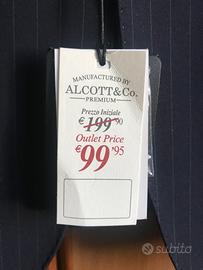 MANUFACTURED BY
ALCOTT&Co.
PREMIUM
Prezzo Iniziale
€199'90
Outlet Price
€99'95
subito